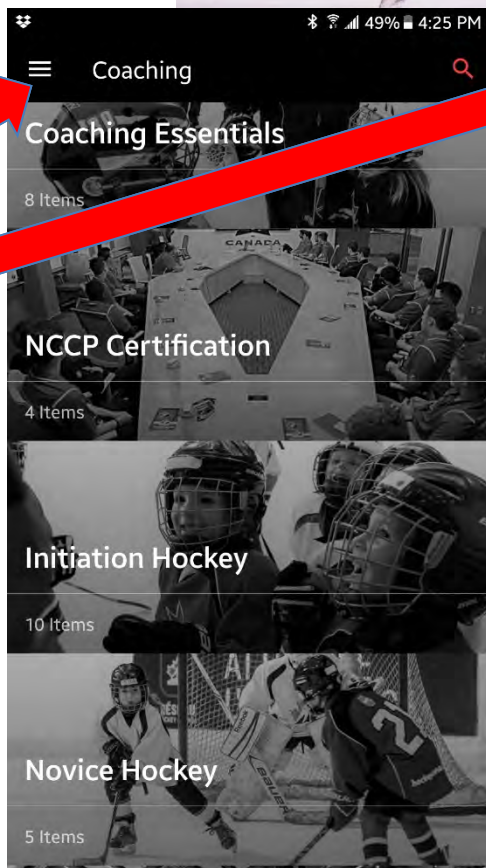 49% 4:25 PM
Coaching
Coaching Essentials
8 Items
CANADA
NCCP Certification
4 Items
Initiation Hockey
10 Items
Novice Hockey
5 Items